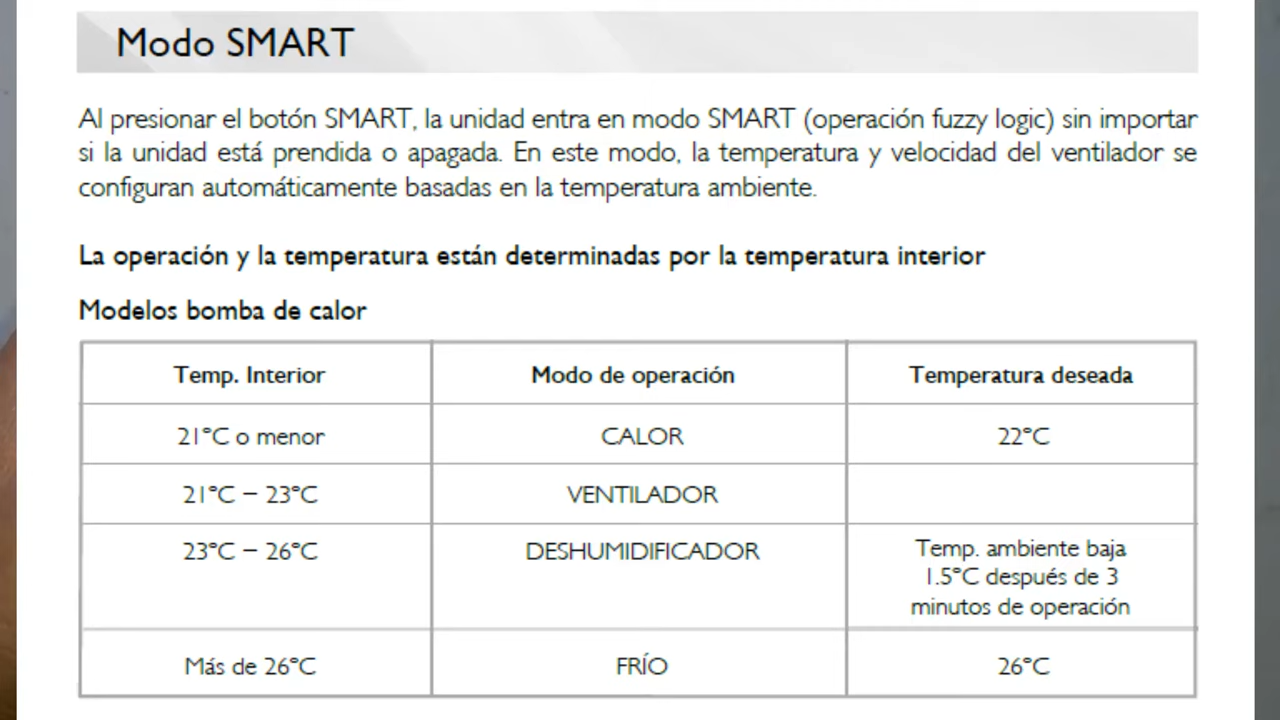 Modo SMART
Al presionar el botón SMART, la unidad entra en modo SMART (operación fuzzy logic) sin importar
si la unidad está prendida o apagada. En este modo, la temperatura y velocidad del ventilador se
configuran automáticamente basadas en la temperatura ambiente.
La operación y la temperatura están determinadas por la temperatura interior
Modelos bomba de calor
Temp. Interior Modo de operación Temperatura deseada
21°C o menor CALOR 22°C
21°C – 23°C VENTILADOR
23°C – 26°C DESHUMIDIFICADOR Temp. ambiente baja
1.5°C después de 3
minutos de operación
Más de 26°C FRÍO 26°C